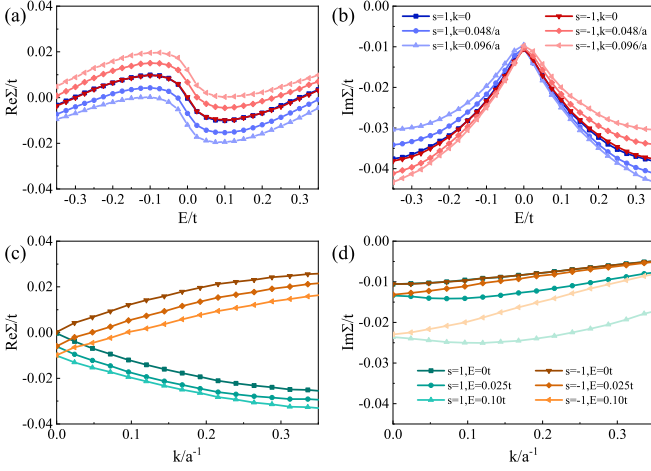 (a)
ReΣ/t
0.04
0.02
0.00
-0.02
-0.04
-0.3 -0.2 -0.1 0.0 0.1 0.2 0.3
E/t
(b)
ImΣ/t
0.00
-0.01
-0.02
-0.03
-0.04
-0.3 -0.2 -0.1 0.0 0.1 0.2 0.3
E/t
s=1,k=0 s=-1,k=0
s=1,k=0.048/a s=-1,k=0.048/a
s=1,k=0.096/a s=-1,k=0.096/a
(c)
ReΣ/t
0.04
0.02
0.00
-0.02
-0.04
0.0 0.1 0.2 0.3
k/a⁻¹
(d)
ImΣ/t
0.00
-0.01
-0.02
-0.03
-0.04
0.0 0.1 0.2 0.3
k/a⁻¹
s=1,E=0t s=-1,E=0t
s=1,E=0.025t s=-1,E=0.025t
s=1,E=0.10t s=-1,E=0.10t